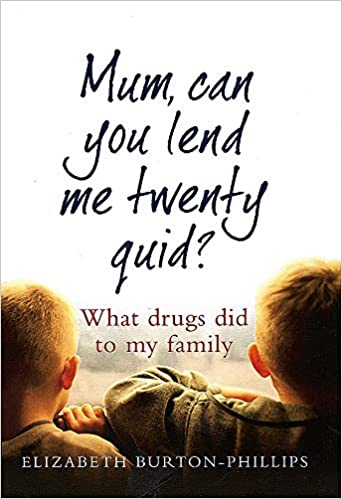 Mum, can
you lend
me twenty
quid?
What drugs did
to my family
ELIZABETH BURTON-PHILLIPS